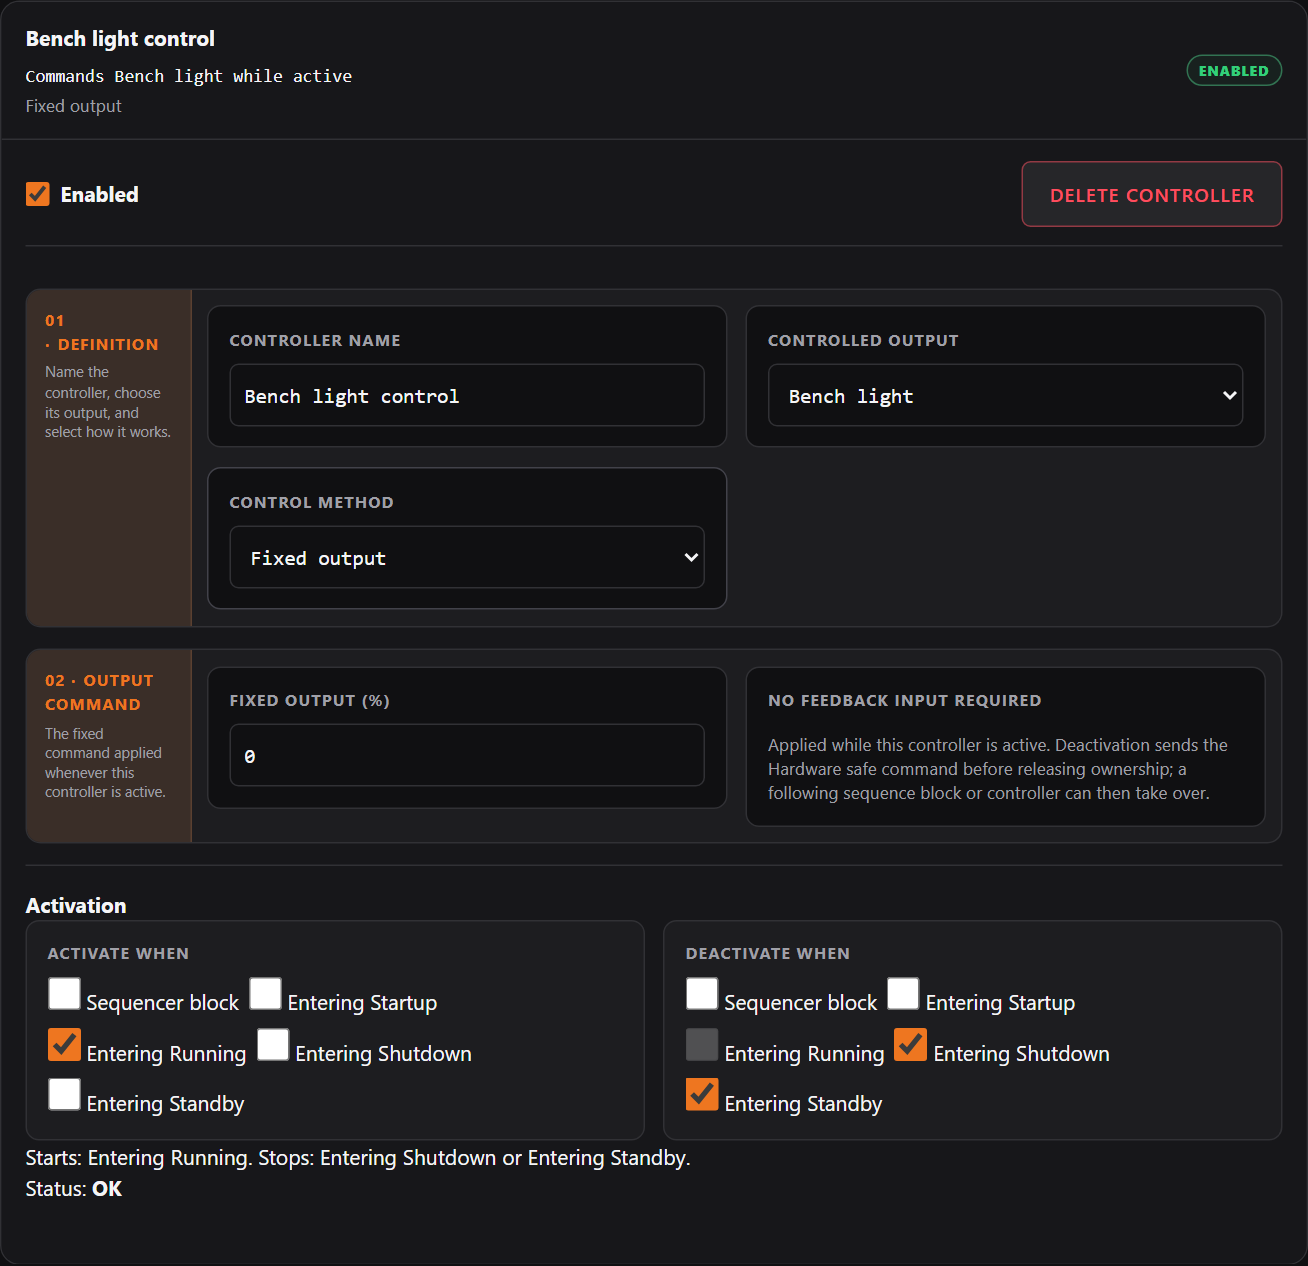 Bench light control
Commands Bench light while active
Fixed output
ENABLED
Enabled
DELETE CONTROLLER
01
· DEFINITION
Name the
controller, choose
its output, and
select how it works.
CONTROLLER NAME
Bench light control
CONTROLLED OUTPUT
Bench light
CONTROL METHOD
Fixed output
02 · OUTPUT
COMMAND
The fixed
command applied
whenever this
controller is active.
FIXED OUTPUT (%)
0
NO FEEDBACK INPUT REQUIRED
Applied while this controller is active. Deactivation sends the
Hardware safe command before releasing ownership; a
following sequence block or controller can then take over.
Activation
ACTIVATE WHEN
Sequencer block Entering Startup
Entering Running Entering Shutdown
Entering Standby
DEACTIVATE WHEN
Sequencer block Entering Startup
Entering Running Entering Shutdown
Entering Standby
Starts: Entering Running. Stops: Entering Shutdown or Entering Standby.
Status: OK